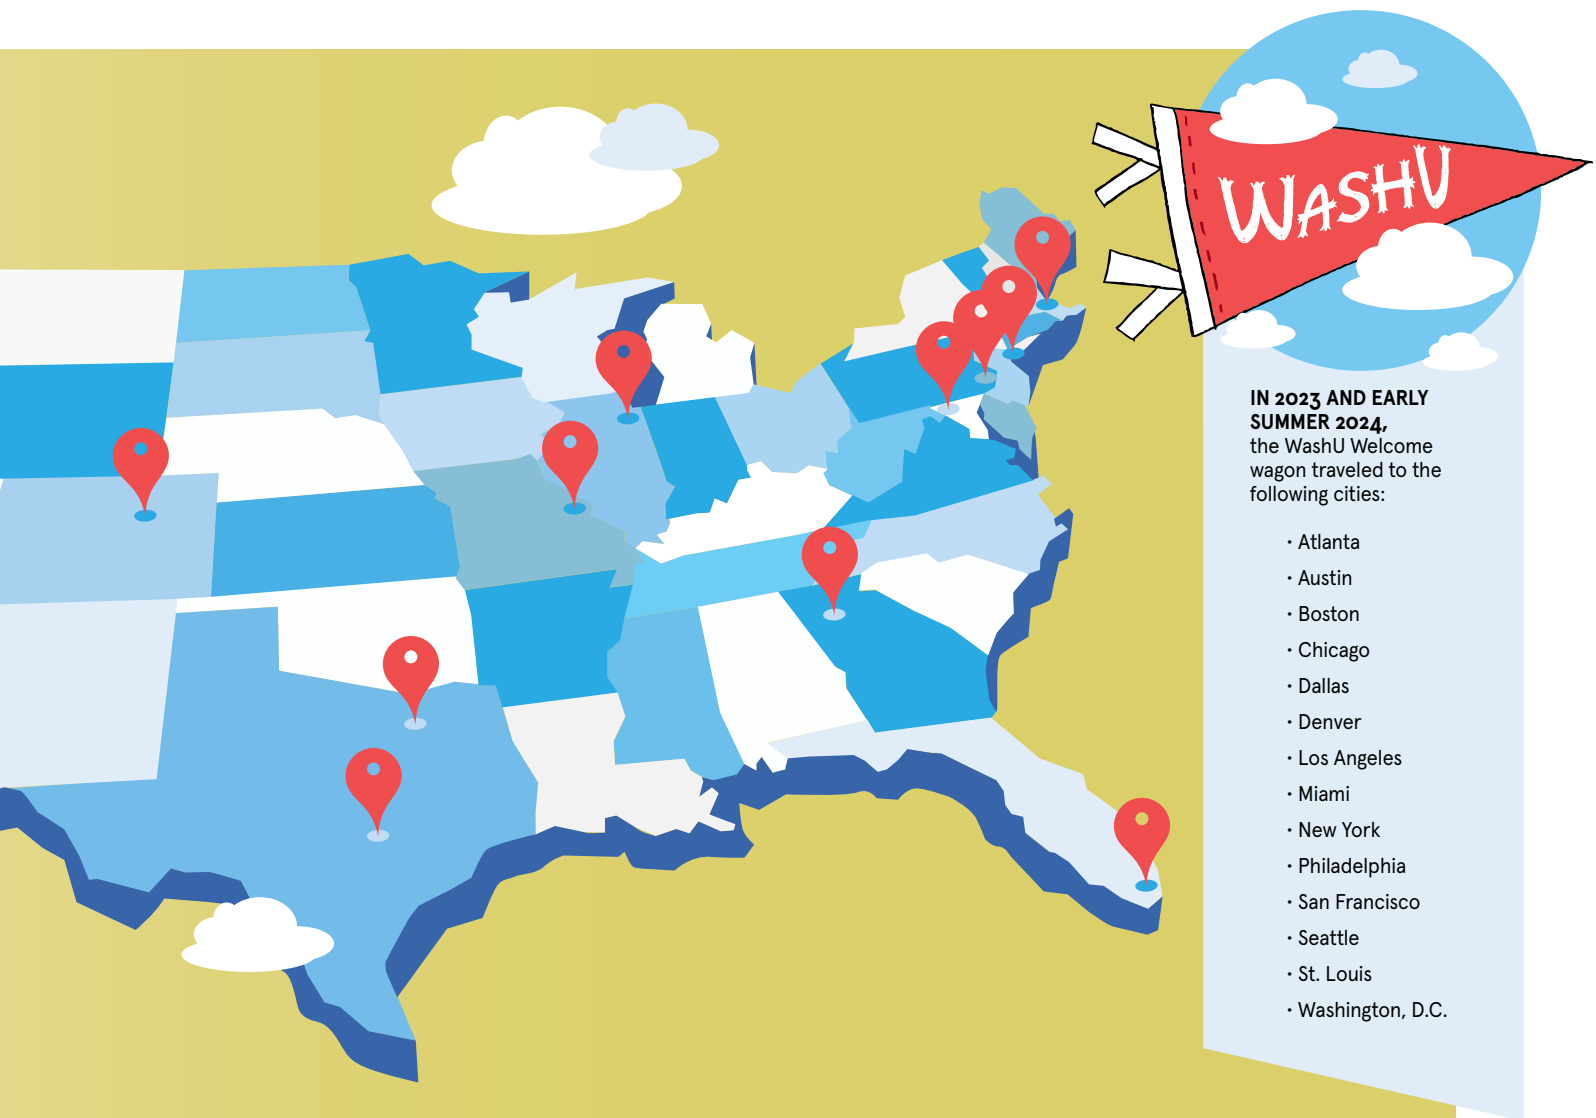 WASHU
IN 2023 AND EARLY
SUMMER 2024,
the WashU Welcome
wagon traveled to the
following cities:
• Atlanta
• Austin
• Boston
• Chicago
• Dallas
• Denver
• Los Angeles
• Miami
• New York
• Philadelphia
• San Francisco
• Seattle
• St. Louis
• Washington, D.C.